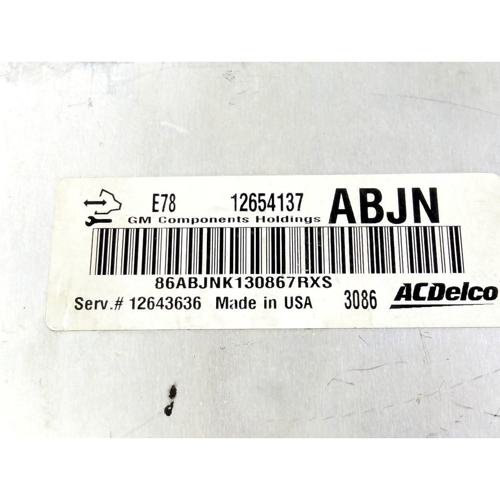 E78 12654137 ABJN
GM Components Holdings
86ABJNK130867RXS
Serv.# 12643636 Made in USA 3086 ACDelco